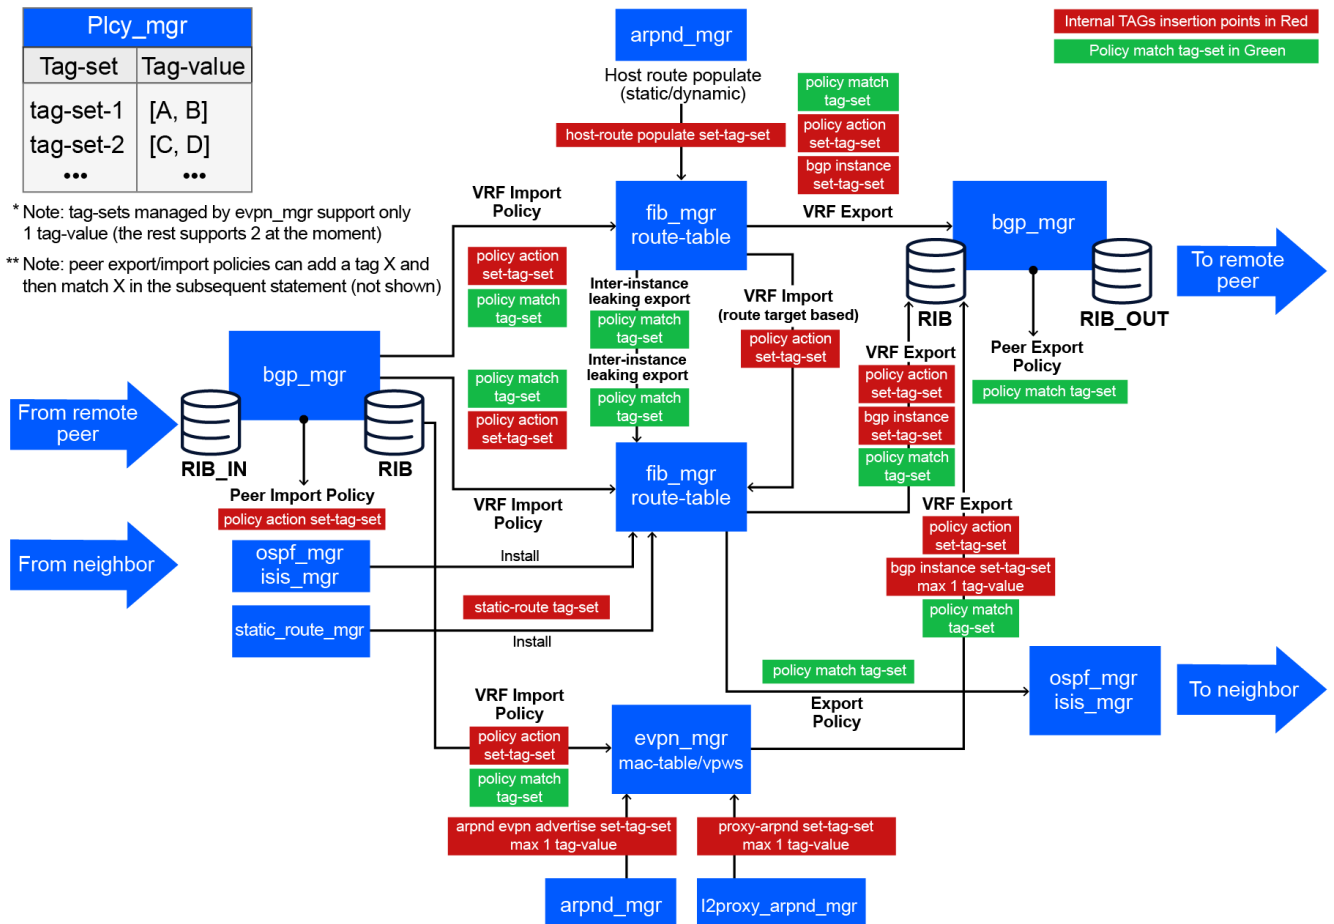 Plcy_mgr
Tag-set Tag-value
tag-set-1 [A, B]
tag-set-2 [C, D]
••• •••
* Note: tag-sets managed by evpn_mgr support only
1 tag-value (the rest supports 2 at the moment)
** Note: peer export/import policies can add a tag X and
then match X in the subsequent statement (not shown)
arpnd_mgr
Host route populate
(static/dynamic)
host-route populate set-tag-set
Internal TAGs insertion points in Red
Policy match tag-set in Green
policy match
tag-set
policy action
set-tag-set
bgp instance
set-tag-set
VRF Import
Policy
fib_mgr
route-table
VRF Export
bgp_mgr
RIB
RIB_OUT
To remote
peer
policy action
set-tag-set
policy match
tag-set
Inter-instance
leaking export
policy match
tag-set
Inter-instance
leaking export
policy match
tag-set
VRF Import
(route target based)
policy action
set-tag-set
VRF Export
policy action
set-tag-set
bgp instance
set-tag-set
policy match
tag-set
Peer Export
Policy
policy match tag-set
From remote
peer
bgp_mgr
RIB_IN
RIB
Peer Import Policy
policy action set-tag-set
policy match
tag-set
policy action
set-tag-set
VRF Import
Policy
fib_mgr
route-table
From neighbor
ospf_mgr
isis_mgr
Install
static_route_mgr
static-route tag-set
Install
VRF Export
policy action
set-tag-set
bgp instance set-tag-set
max 1 tag-value
policy match
tag-set
policy match tag-set
Export
Policy
ospf_mgr
isis_mgr
To neighbor
VRF Import
Policy
policy action
set-tag-set
policy match
tag-set
evpn_mgr
mac-table/vpws
arpnd evpn advertise set-tag-set
max 1 tag-value
proxy-arpnd set-tag-set
max 1 tag-value
arpnd_mgr
l2proxy_arpnd_mgr